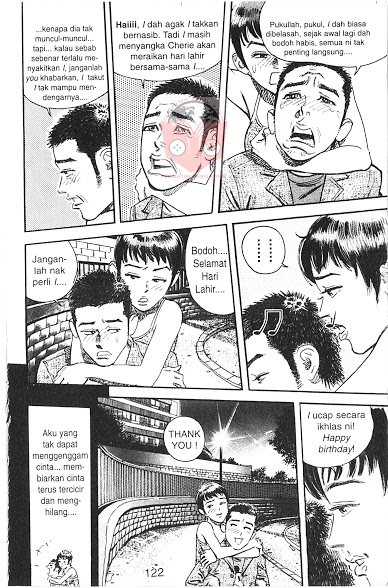 ...kenapa dia tak
muncul-muncul...
tapi... kalau sebab
sebenar terlalu me-
nyakitkan I, janganlah
you khabarkan, I takut
I tak mampu men-
dengarnya....
Haiiii, I dah agak I takkan
bernasib. Tadi I masih
menyangka Cherie akan
meraikan hari lahir
bersama-sama I....
Pukullah, pukul, I dah biasa
dibelasah, sejak awal lagi dah
bodoh habis, semua ni tak
penting langsung....
Jangan-
lah nak
perli I....
Bodoh....
Selamat
Hari
Lahir....
Aku yang
tak dapat
menggenggam
cinta... mem-
biarkan cinta
terus tercicir
dan meng-
hilang....
THANK
YOU !
I ucap secara
ikhlas ni!
Happy
birthday!
122